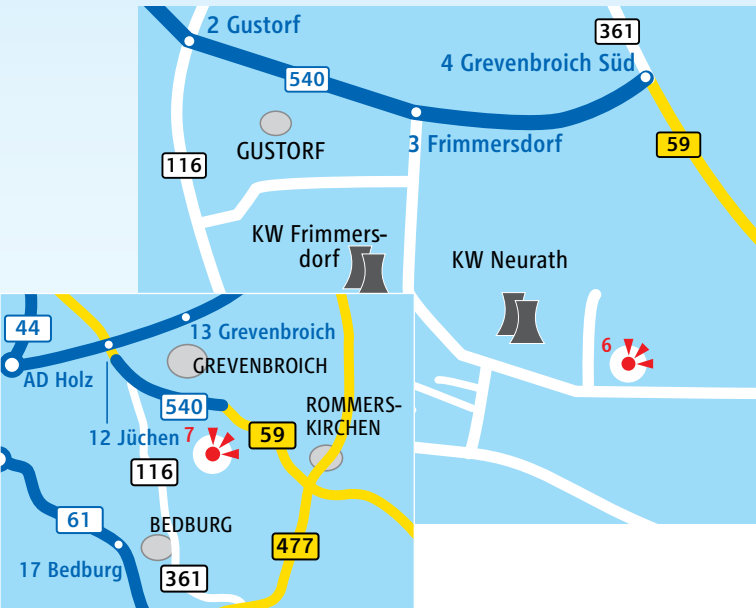 2 Gustorf
361
4 Grevenbroich Süd
540
3 Frimmersdorf
59
GUSTORF
116
KW Frimmers-
dorf
KW Neurath
6
44
13 Grevenbroich
AD Holz
GREVENBROICH
540
ROMMERS-
KIRCHEN
12 Jüchen
7
59
116
61
BEDBURG
477
17 Bedburg
361